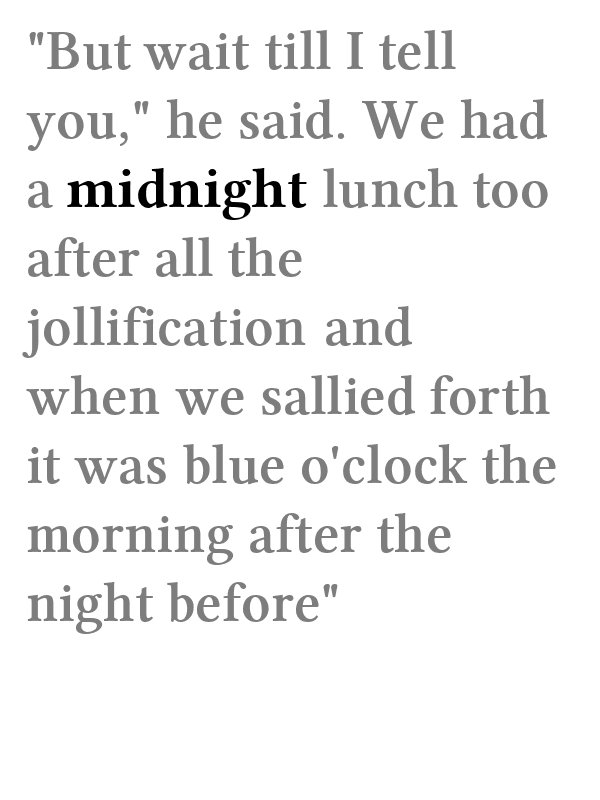 "But wait till I tell
you," he said. We had
a midnight lunch too
after all the
jollification and
when we sallied forth
it was blue o'clock the
morning after the
night before"